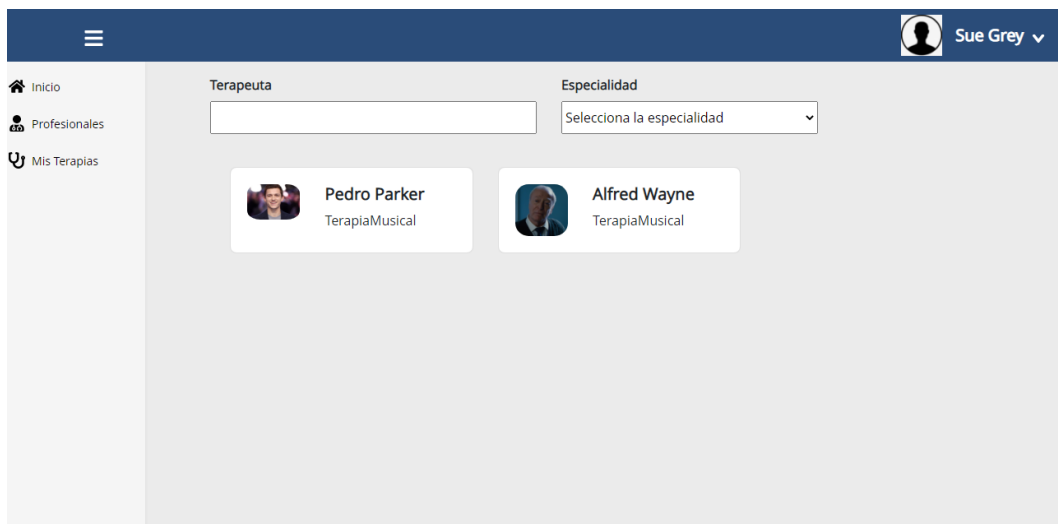 Sue Grey
Inicio
Profesionales
Mis Terapias
Terapeuta
Especialidad
Selecciona la especialidad
Pedro Parker
TerapiaMusical
Alfred Wayne
TerapiaMusical